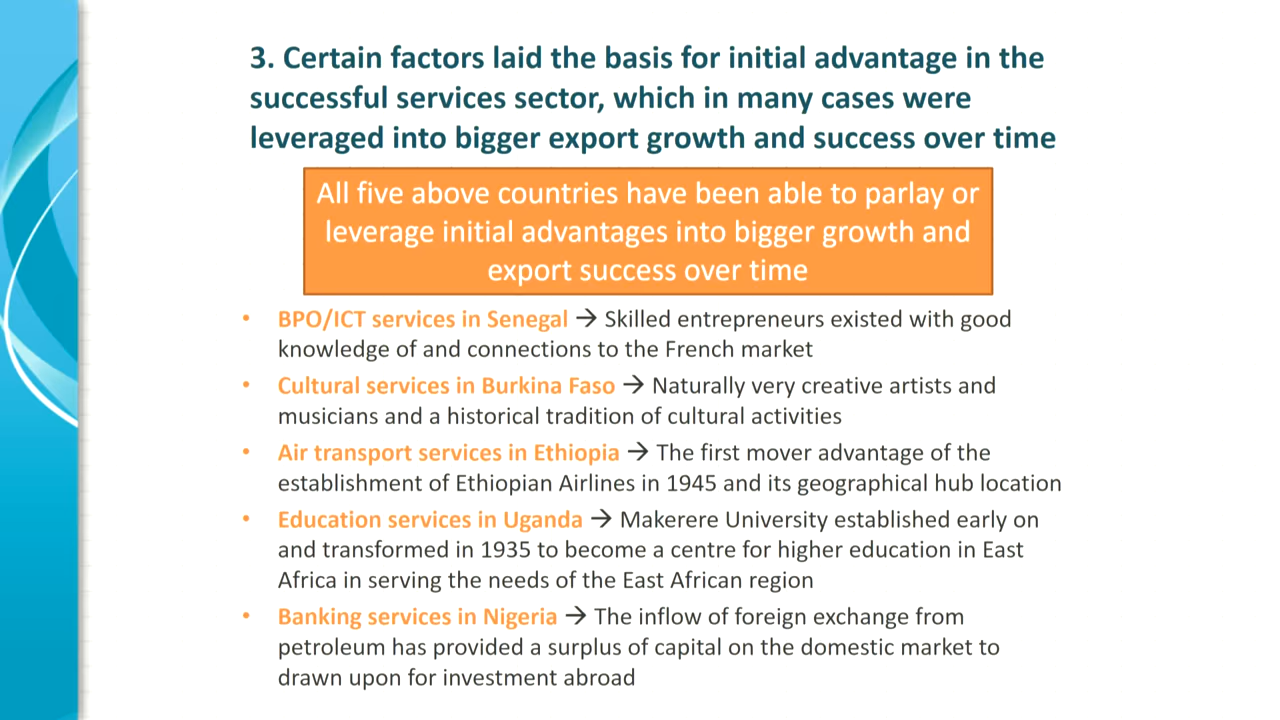 3. Certain factors laid the basis for initial advantage in the
successful services sector, which in many cases were
leveraged into bigger export growth and success over time
All five above countries have been able to parlay or
leverage initial advantages into bigger growth and
export success over time
• BPO/ICT services in Senegal → Skilled entrepreneurs existed with good
knowledge of and connections to the French market
• Cultural services in Burkina Faso → Naturally very creative artists and
musicians and a historical tradition of cultural activities
• Air transport services in Ethiopia → The first mover advantage of the
establishment of Ethiopian Airlines in 1945 and its geographical hub location
• Education services in Uganda → Makerere University established early on
and transformed in 1935 to become a centre for higher education in East
Africa in serving the needs of the East African region
• Banking services in Nigeria → The inflow of foreign exchange from
petroleum has provided a surplus of capital on the domestic market to
drawn upon for investment abroad